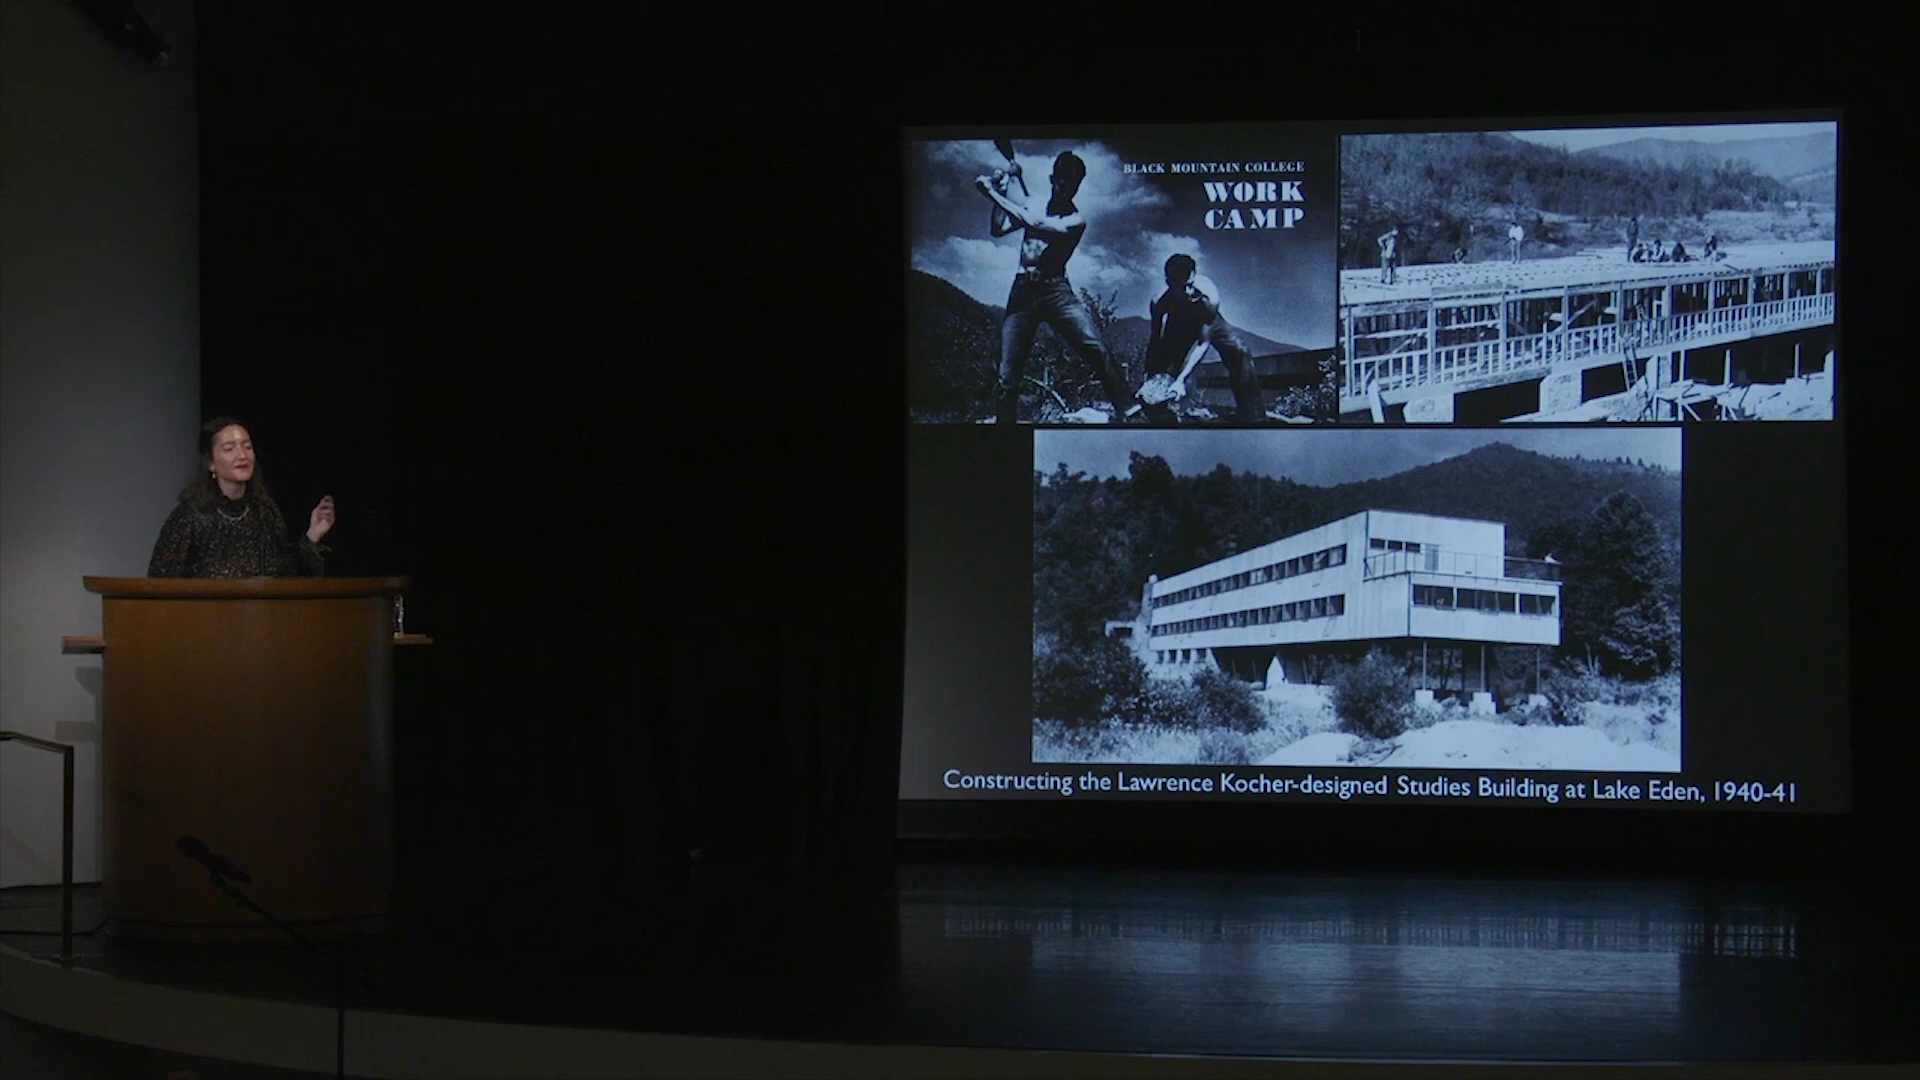 BLACK MOUNTAIN COLLEGE
WORK
CAMP
Constructing the Lawrence Kocher-designed Studies Building at Lake Eden, 1940-41